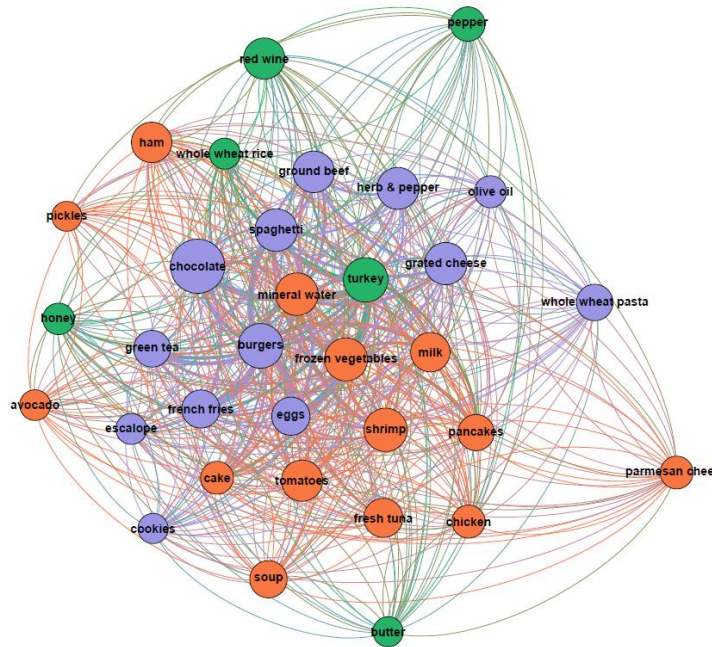 pepper
red wine
ham
whole wheat rice
ground beef
herb & pepper
olive oil
pickles
spaghetti
chocolate
grated cheese
turkey
mineral water
whole wheat pasta
honey
green tea
burgers
frozen vegetables
milk
avocado
french fries
eggs
escalope
shrimp
pancakes
parmesan chee
cake
tomatoes
cookies
fresh tuna
chicken
soup
butter